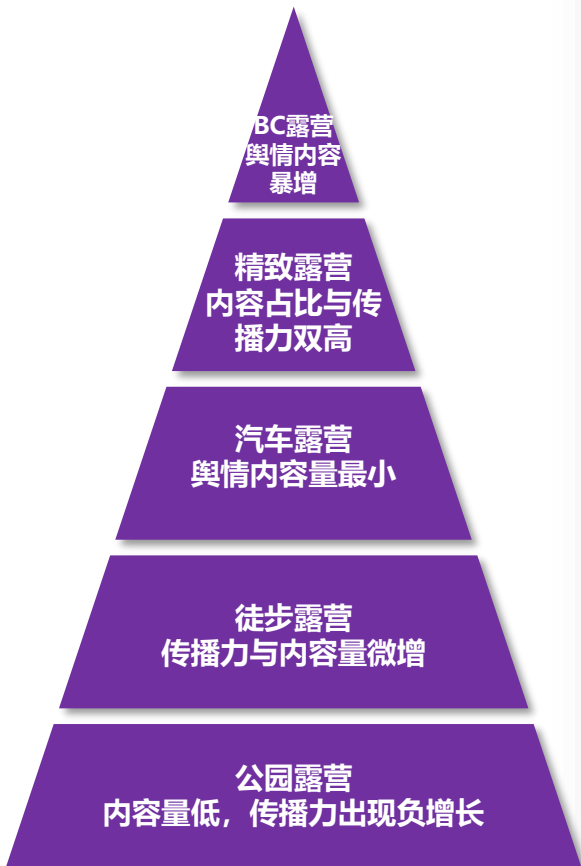 BC露营
舆情内容
暴增
精致露营
内容占比与传
播力双高
汽车露营
舆情内容量最小
徒步露营
传播力与内容量微增
公园露营
内容量低，传播力出现负增长